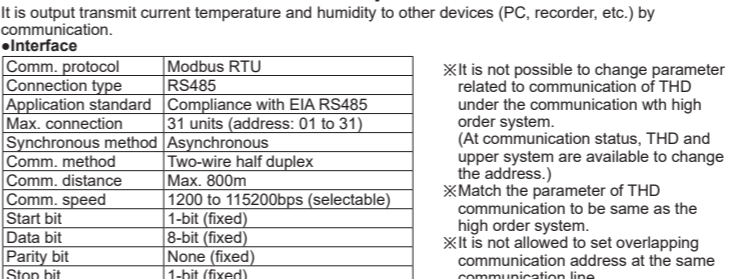 It is output transmit current temperature and humidity to other devices (PC, recorder, etc.) by
communication.
●Interface
Comm. protocol Modbus RTU
Connection type RS485
Application standard Compliance with EIA RS485
Max. connection 31 units (address: 01 to 31)
Synchronous method Asynchronous
Comm. method Two-wire half duplex
Comm. distance Max. 800m
Comm. speed 1200 to 115200bps (selectable)
Start bit 1-bit (fixed)
Data bit 8-bit (fixed)
Parity bit None (fixed)
Stop bit 1-bit (fixed)
※It is not possible to change parameter
related to communication of THD
under the communication wth high
order system.
(At communication status, THD and
upper system are available to change
the address.)
※Match the parameter of THD
communication to be same as the
high order system.
※It is not allowed to set overlapping
communication address at the same
communication line